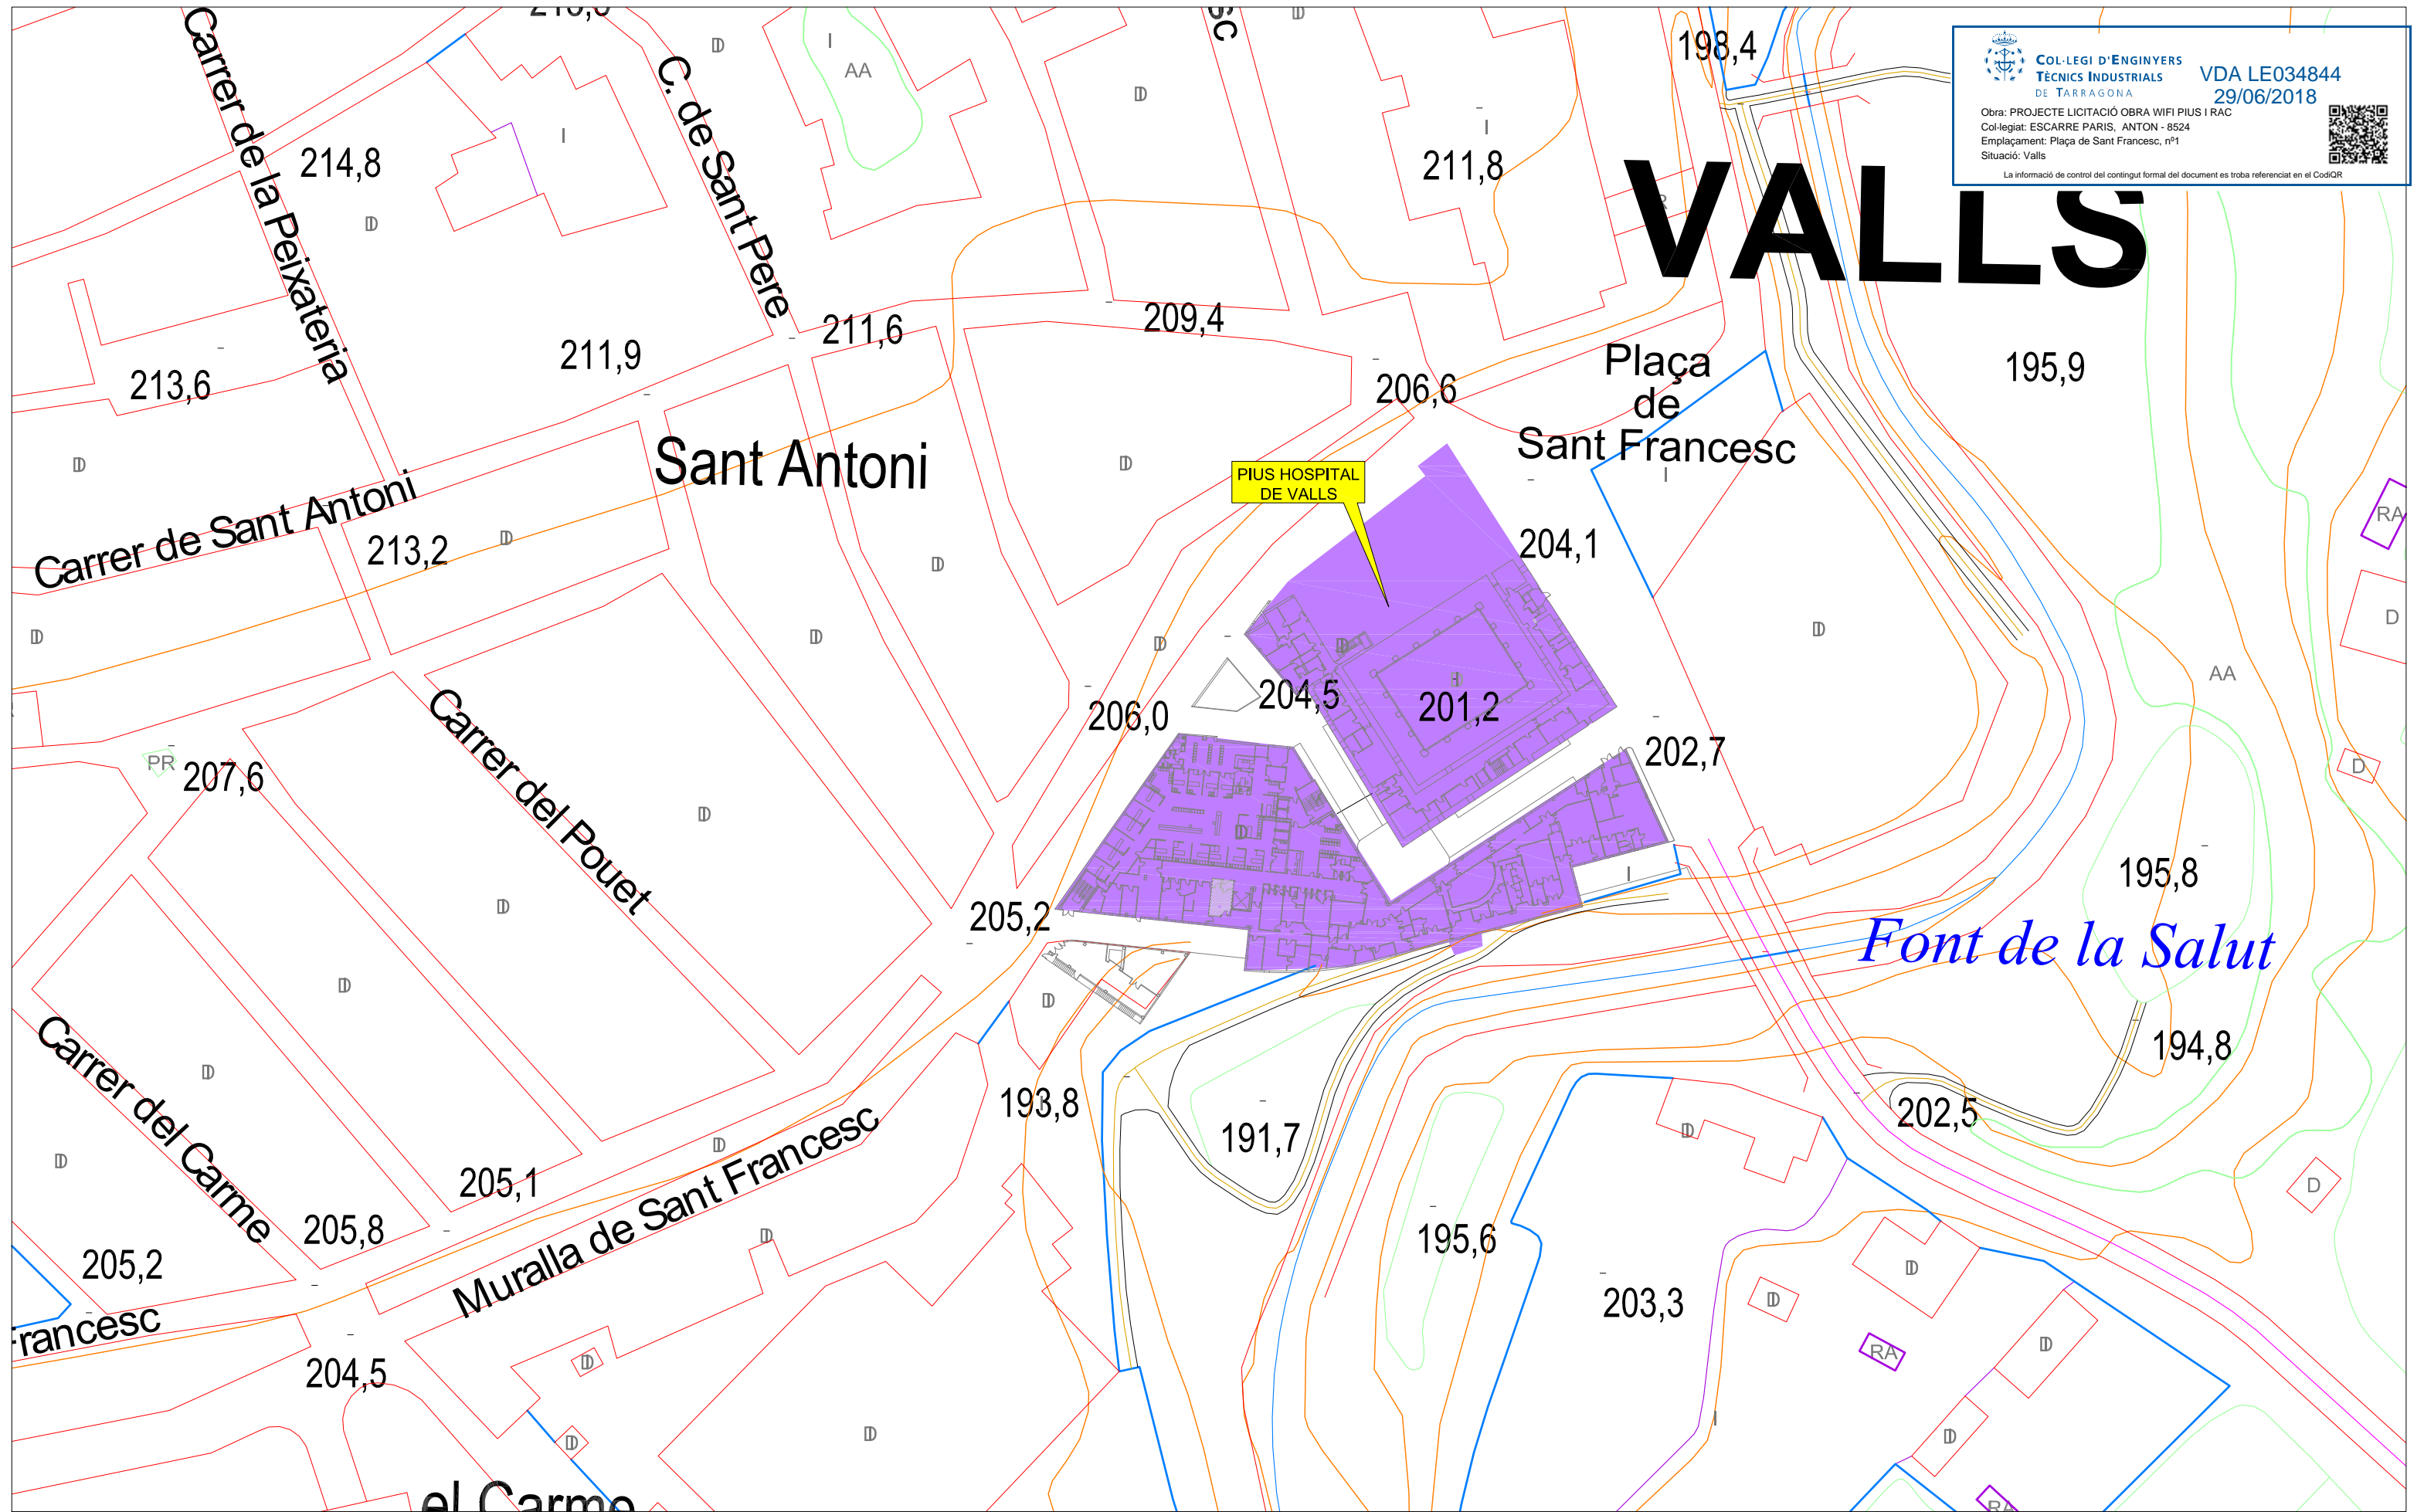 COL·LEGI D'ENGINYERS
TÈCNICS INDUSTRIALS
DE TARRAGONA
VDA LE034844
29/06/2018
Obra: PROJECTE LICITACIÓ OBRA WIFI PIUS I RAC
Col·legiat: ESCARRE PARIS, ANTON - 8524
Emplaçament: Plaça de Sant Francesc, nº1
Situació: Valls
La informació de control del contingut formal del document es troba referenciat en el CodiQR
VALLS
Carrer de la Peixateria
C. de Sant Pere
sc
198,4
I
AA
D
D
D
I
I
214,8
211,8
D
211,6
209,4
211,9
213,6
206,6
195,9
Plaça
de
Sant Francesc
Sant Antoni
D
D
I
PIUS HOSPITAL
DE VALLS
RA
Carrer de Sant Antoni
213,2
D
D
204,1
D
D
D
D
D
D
D
AA
204,5
201,2
206,0
202,7
Carrer del Pouet
PR
207,6
D
D
D
I
195,8
205,2
D
Font de la Salut
D
D
Carrer del Carme
D
D
193,8
191,7
194,8
202,5
D
D
D
205,1
205,8
Muralla de Sant Francesc
D
D
195,6
205,2
D
203,3
D
Francesc
204,5
D
RA
D
D
D
I
D
el Carme
RA